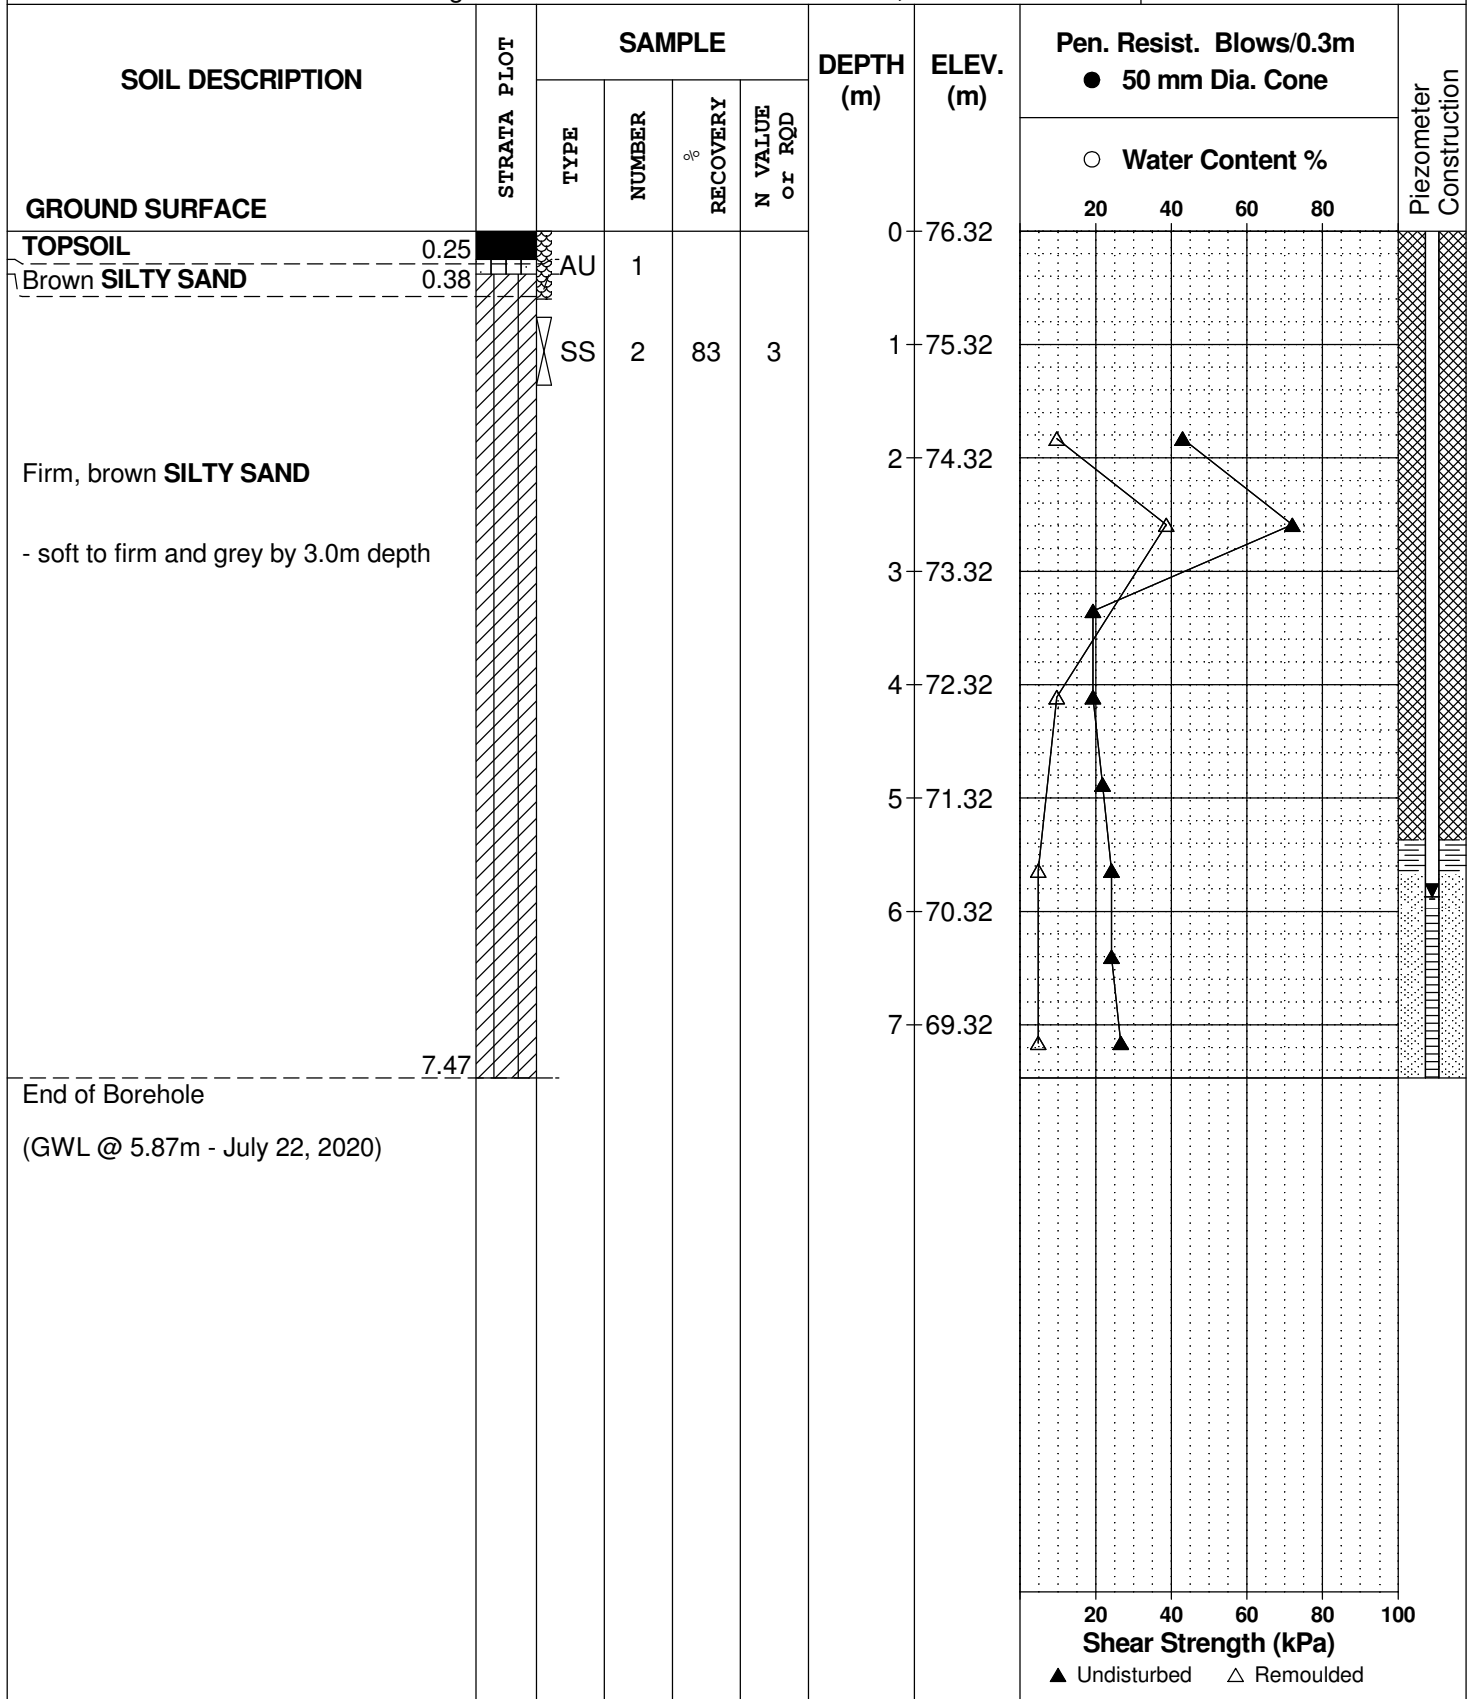 SOIL DESCRIPTION
GROUND SURFACE
STRATA PLOT
SAMPLE
TYPE
NUMBER
%
RECOVERY
N VALUE
or RQD
DEPTH
(m)
ELEV.
(m)
Pen. Resist. Blows/0.3m
● 50 mm Dia. Cone
○ Water Content %
20 40 60 80
Piezometer
Construction
TOPSOIL 0.25
Brown SILTY SAND 0.38
AU 1
SS 2 83 3
Firm, brown SILTY SAND
- soft to firm and grey by 3.0m depth
7.47
End of Borehole
(GWL @ 5.87m - July 22, 2020)
0 76.32
1 75.32
2 74.32
3 73.32
4 72.32
5 71.32
6 70.32
7 69.32
20 40 60 80 100
Shear Strength (kPa)
▲ Undisturbed △ Remoulded